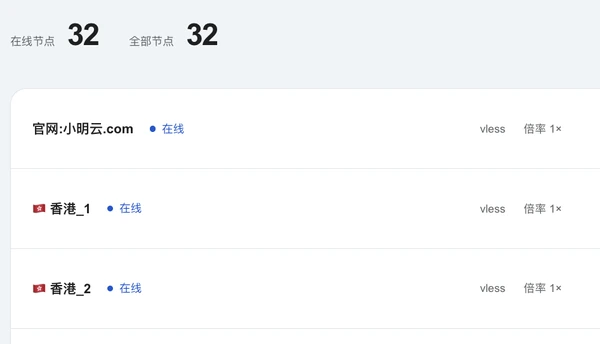 在线节点 32 全部节点 32
官网:小明云.com 在线 vless 倍率 1×
香港_1 在线 vless 倍率 1×
香港_2 在线 vless 倍率 1×